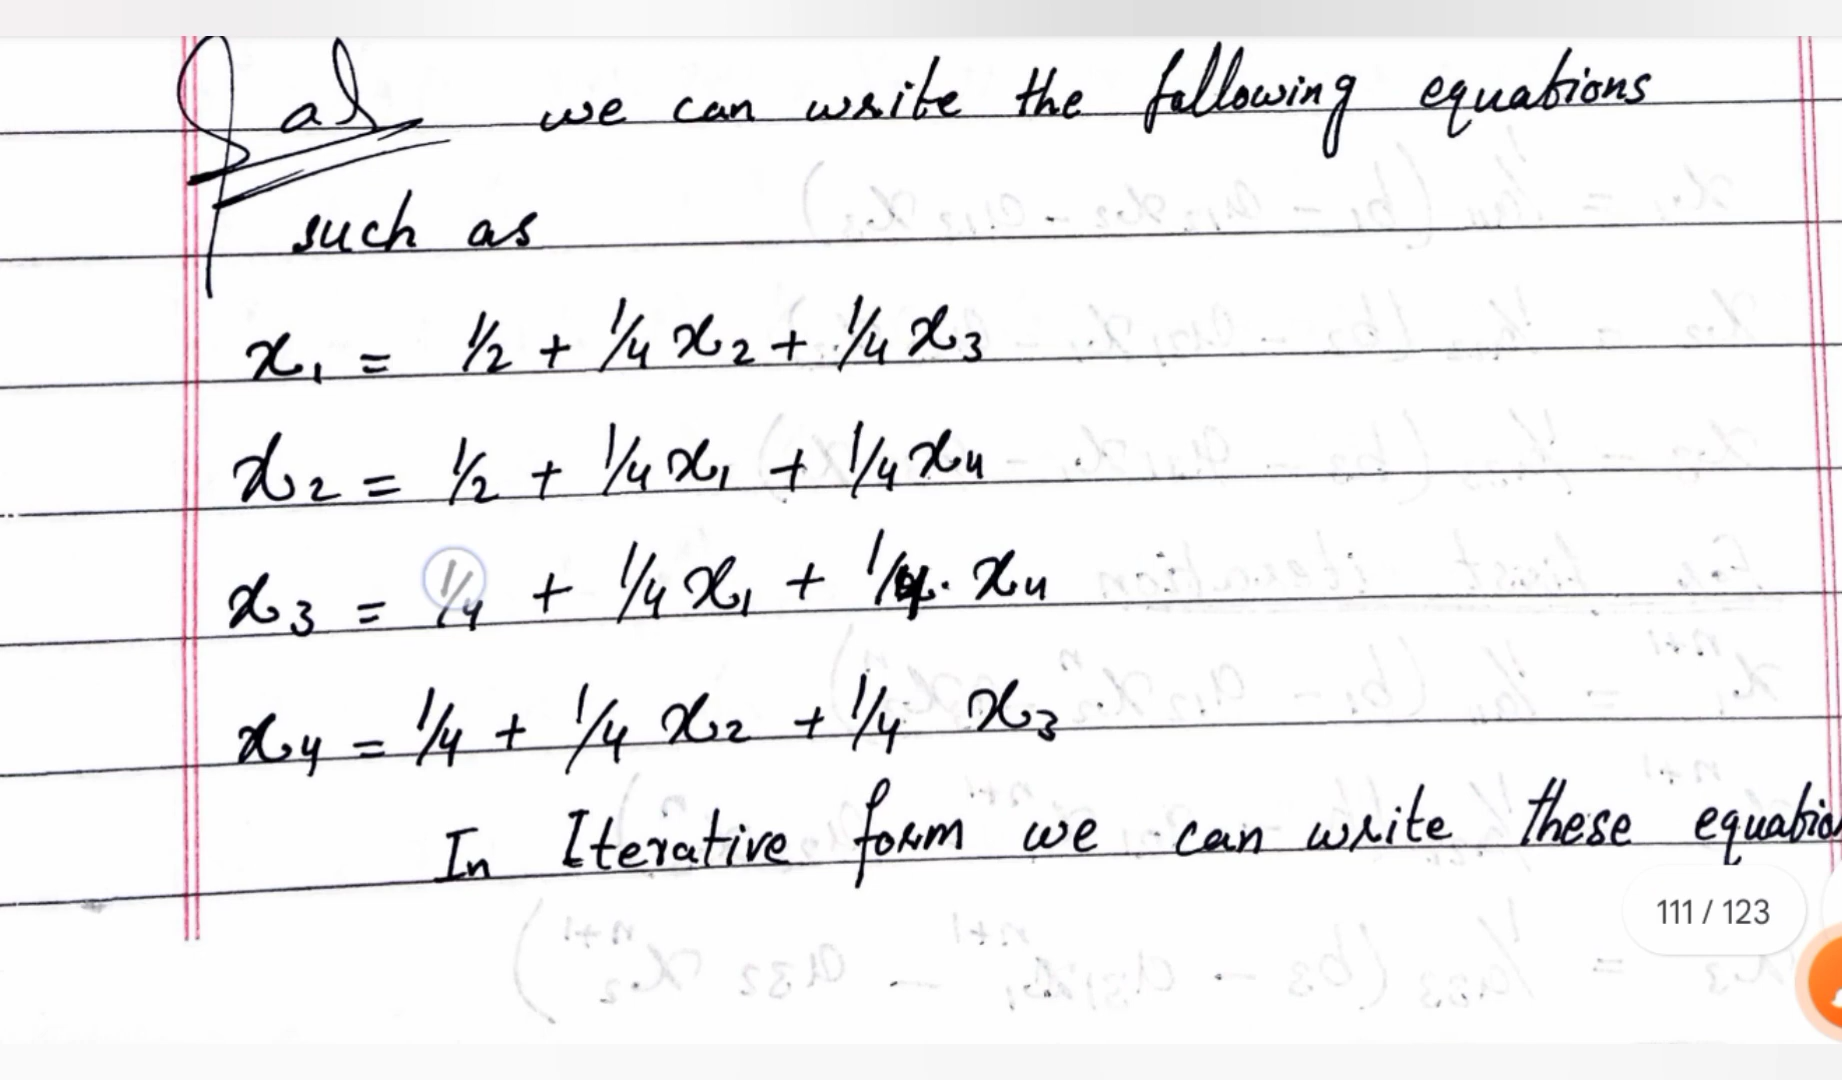 Sol we can write the following equations
such as
x₁ = 1/2 + 1/4 x₂ + 1/4 x₃
x₂ = 1/2 + 1/4 x₁ + 1/4 x₄
x₃ = 1/4 + 1/4 x₁ + 1/4 . x₄
x₄ = 1/4 + 1/4 x₂ + 1/4 x₃
In Iterative form we can write these equation
111 / 123